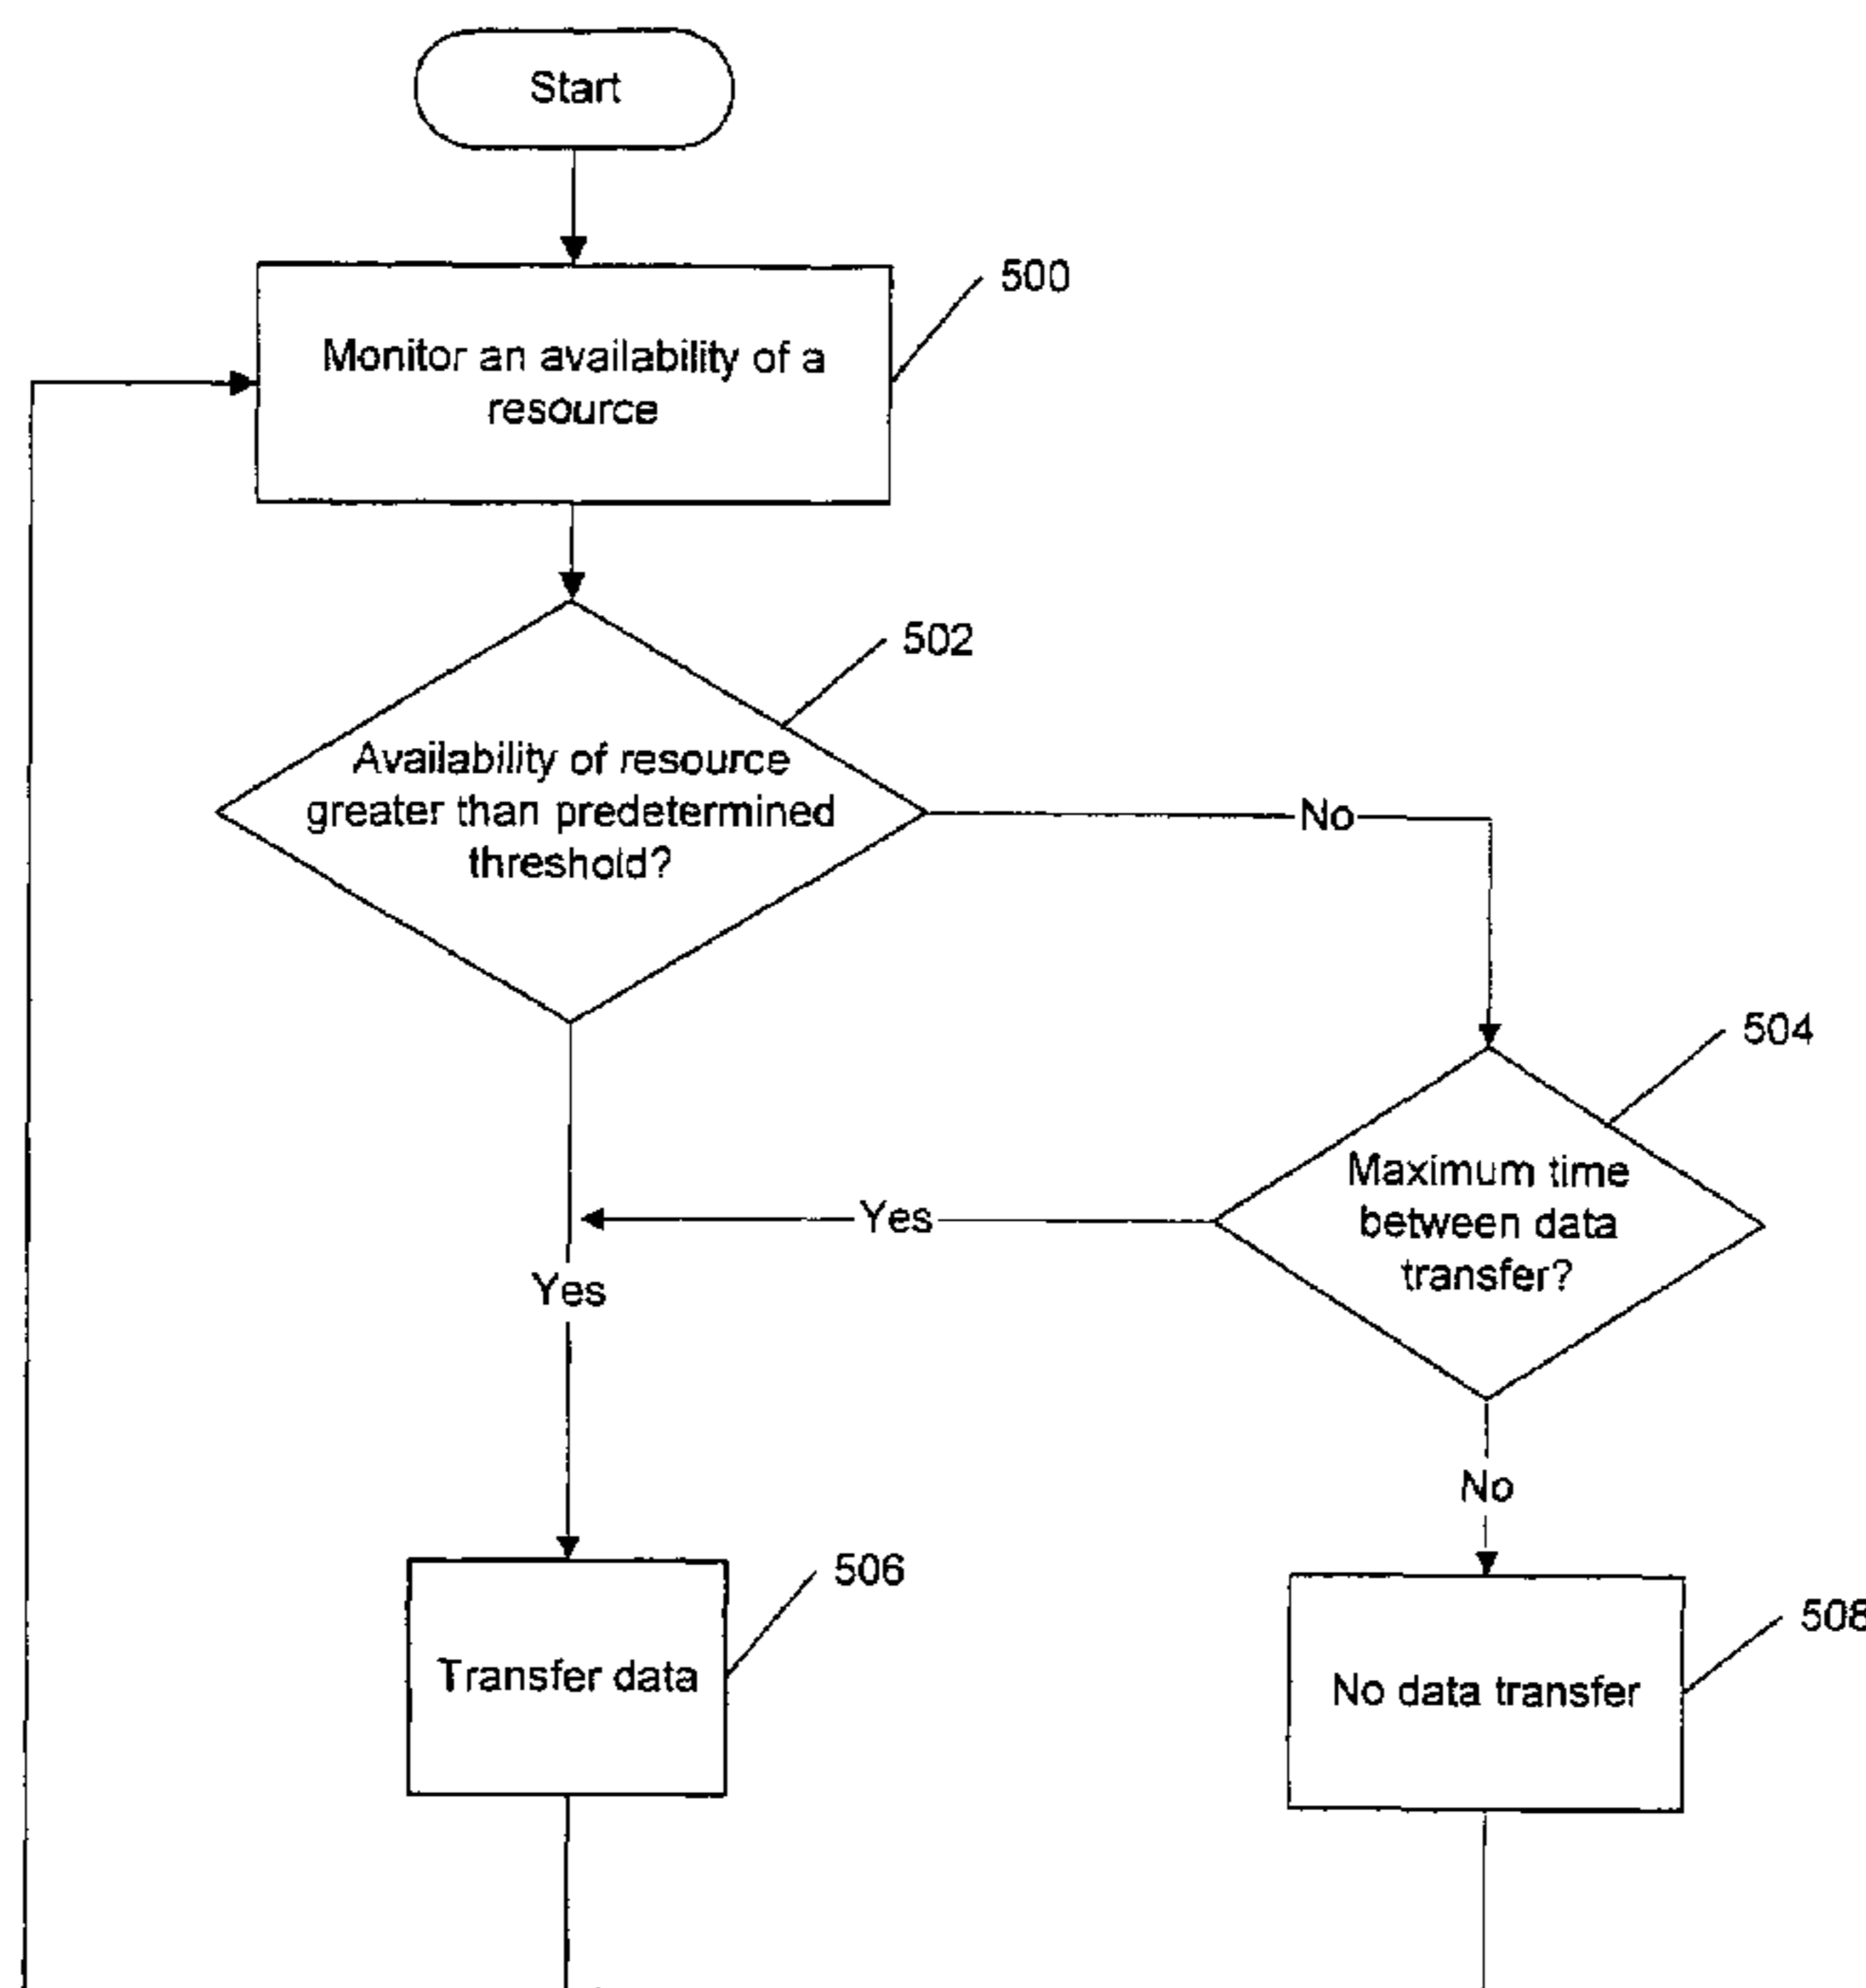 Start
500
Monitor an availability of a
resource
502
Availability of resource
greater than predetermined
threshold?
No
504
Maximum time
between data
transfer?
Yes
Yes
No
506
508
Transfer data
No data transfer